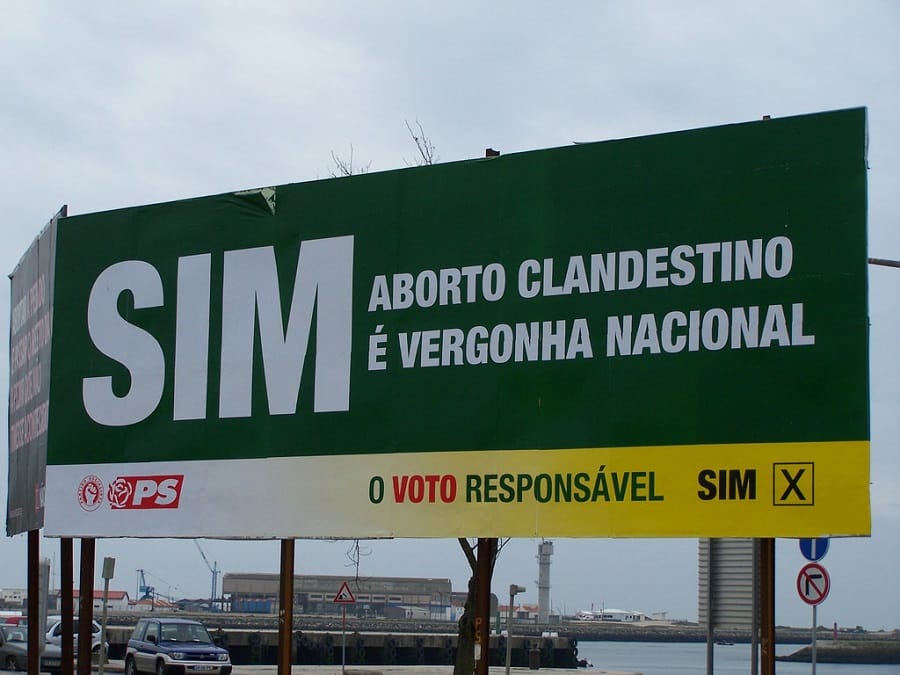 SIM
ABORTO CLANDESTINO
É VERGONHA NACIONAL
PS
O VOTO RESPONSÁVEL
SIM X